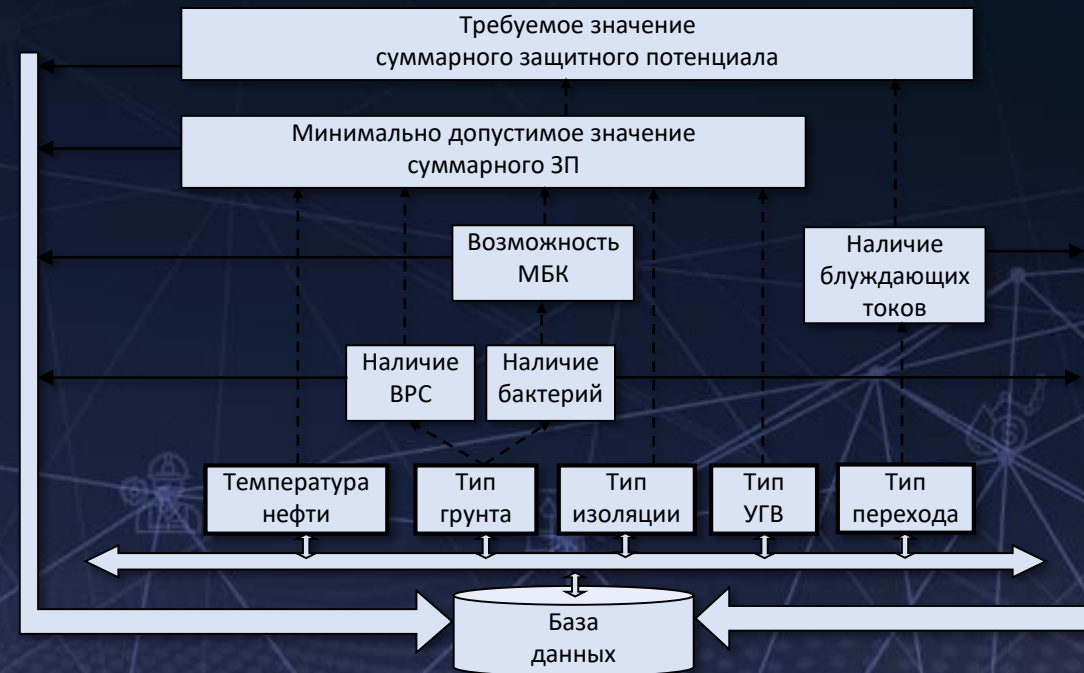 Требуемое значение
суммарного защитного потенциала
Минимально допустимое значение
суммарного ЗП
Возможность
МБК
Наличие
блуждающих
токов
Наличие
ВРС
Наличие
бактерий
Температура
нефти
Тип
грунта
Тип
изоляции
Тип
УГВ
Тип
перехода
База
данных